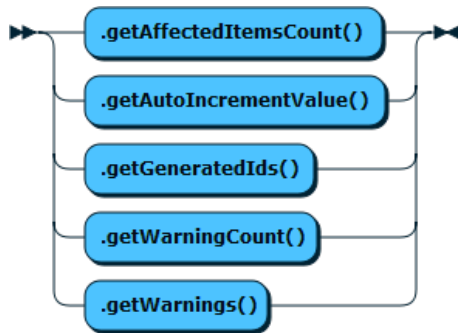 .getAffectedItemsCount()
.getAutoIncrementValue()
.getGeneratedIds()
.getWarningCount()
.getWarnings()